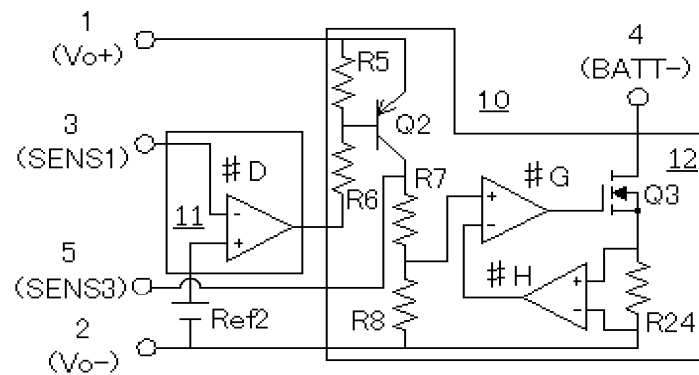 1
(Vo+)
4
(BATT-)
R5
10
Q2
3
(SENS1)
12
#D
R7
#G
Q3
R6
11
-
+
+
-
5
(SENS3)
#H
+
-
Ref2
R8
R24
2
(Vo-)